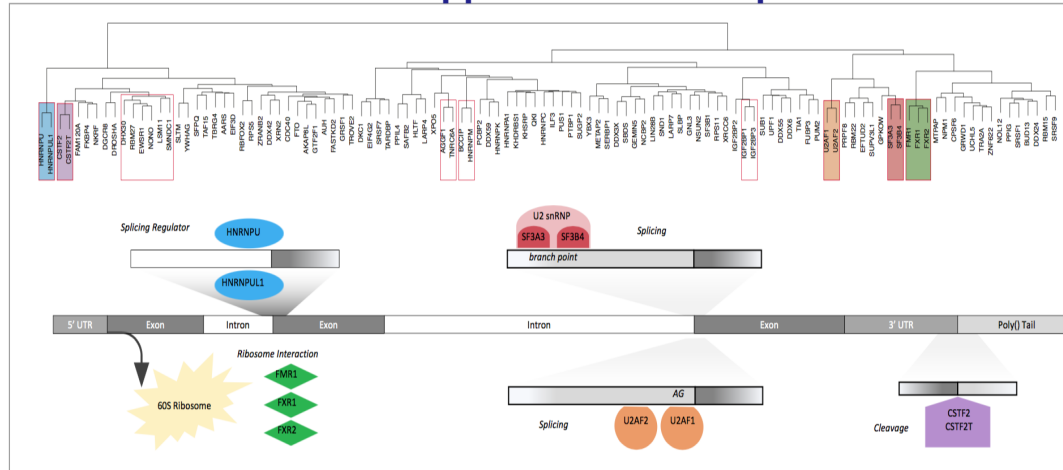 HNRNPU
HNRNPUL1
CSTF2
CSTF2T
FAM120A
FKBP4
NKRF
DGCR8
DROSHA
DHX30
RBM27
EWSR1
NONO
LSM11
SMNDC1
SLTM
YWHAG
SFPQ
TAF15
TBRG4
AARS
EIF3D
RBFOX2
RPS5
ZRANB2
DDX42
XRN2
CDC40
FTO
AKAP8L
GTF2F1
AUH
FASTKD2
GRSF1
TROVE2
DKC1
EIF4G2
SRSF7
TARDBP
PPIL4
SAFB2
HLTF
LARP4
XPO5
AGGF1
TNRC6A
BCCIP
HNRNPM
PCBP2
DDX59
HNRNPK
HNRNPA1
KHDRBS1
KHSRP
QKI
HNRNPC
ILF3
PUS1
PTBP1
SUGP2
YBX3
METAP2
SERBP1
DDX3X
SBDS
GEMIN5
NCBP2
LIN28B
DND1
LARP7
SLBP
GNL3
NSUN2
SF3B1
RPS11
XRCC6
IGF2BP2
IGF2BP1
IGF2BP3
SUB1
CPSF1
DDX55
DDX6
TIA1
FUBP3
PUM2
U2AF1
U2AF2
PRPF8
RBM22
EFTUD2
SUPV3L1
GPKOW
SF3A3
SF3B4
FMR1
FXR1
FXR2
MTPAP
NPM1
CPSF6
GRWD1
UCHL5
TRA2A
ZNF622
NOL12
PPIG
SRSF1
BUD13
DDX24
RBM15
SRSF9
Splicing Regulator
HNRNPU
HNRNPUL1
U2 snRNP
SF3A3
SF3B4
Splicing
branch point
5' UTR
Exon
Intron
Exon
Intron
Exon
3' UTR
Poly() Tail
60S Ribosome
Ribosome Interaction
FMR1
FXR1
FXR2
AG
Splicing
U2AF2
U2AF1
Cleavage
CSTF2
CSTF2T